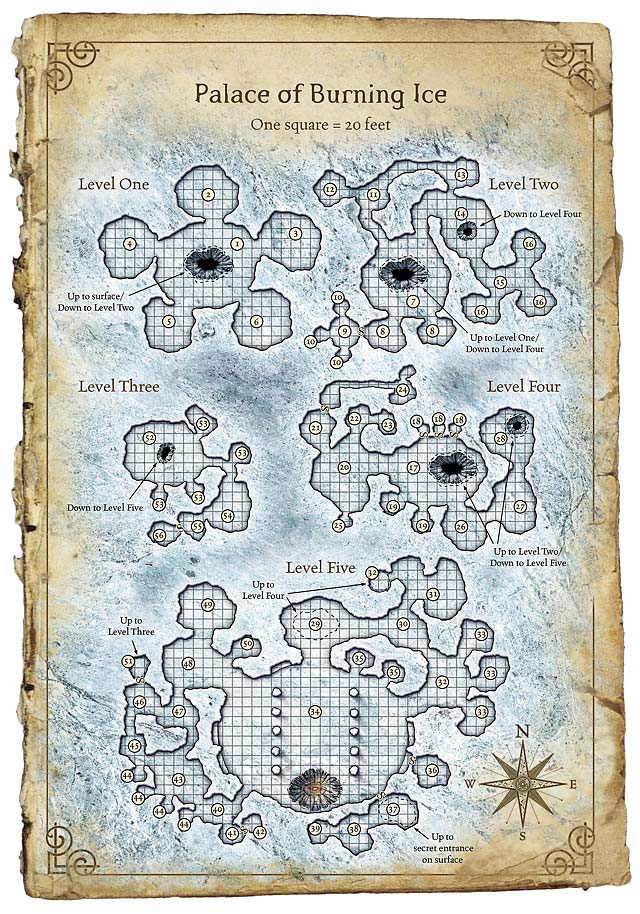 Palace of Burning Ice
One square = 20 feet
Level One
2
4
1
3
Up to surface/
Down to Level Two
5
6
Level Two
12
11
13
14
Down to Level Four
16
15
16
16
10
7
9
S
8
8
10
10
Up to Level One/
Down to Level Four
Level Three
53
52
53
Down to Level Five
53
53
54
55
S
56
Level Four
24
S
21
22
23
18
18
18
S
S
S
28
20
17
19
19
27
25
26
Up to Level Two/
Down to Level Five
Level Five
Up to
Level Four
32
31
49
29
30
33
Up to
Level Three
51
S
50
48
35
35
33
32
46
47
34
33
45
44
43
S
36
44
44
44
40
41
S
42
S
37
39
38
Up to
secret entrance
on surface
N
W
E
S